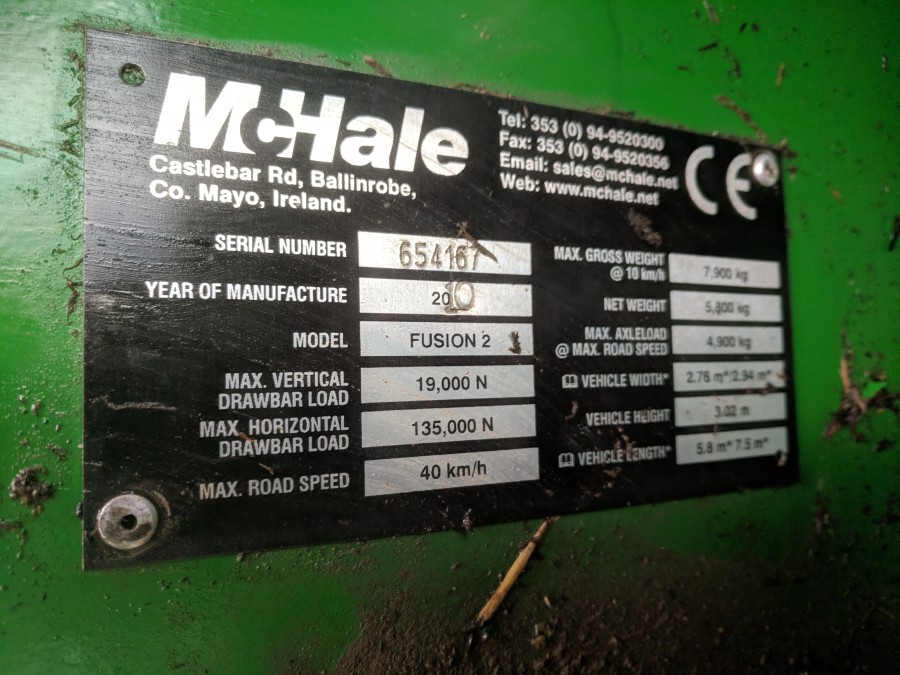 McHale
Castlebar Rd, Ballinrobe,
Co. Mayo, Ireland.
Tel: 353 (0) 94-9520300
Fax: 353 (0) 94-9520356
Email: sales@mchale.net
Web: www.mchale.net
CE
SERIAL NUMBER 654167
YEAR OF MANUFACTURE 2010
MODEL FUSION 2
MAX. VERTICAL
DRAWBAR LOAD 19,000 N
MAX. HORIZONTAL
DRAWBAR LOAD 135,000 N
MAX. ROAD SPEED 40 km/h
MAX. GROSS WEIGHT
@ 10 km/h 7,900 kg
NET WEIGHT 5,800 kg
MAX. AXLELOAD
@ MAX. ROAD SPEED 4,900 kg
VEHICLE WIDTH* 2.76 m*/2.94 m*
VEHICLE HEIGHT 3.02 m
VEHICLE LENGTH* 5.8 m* 7.5 m*